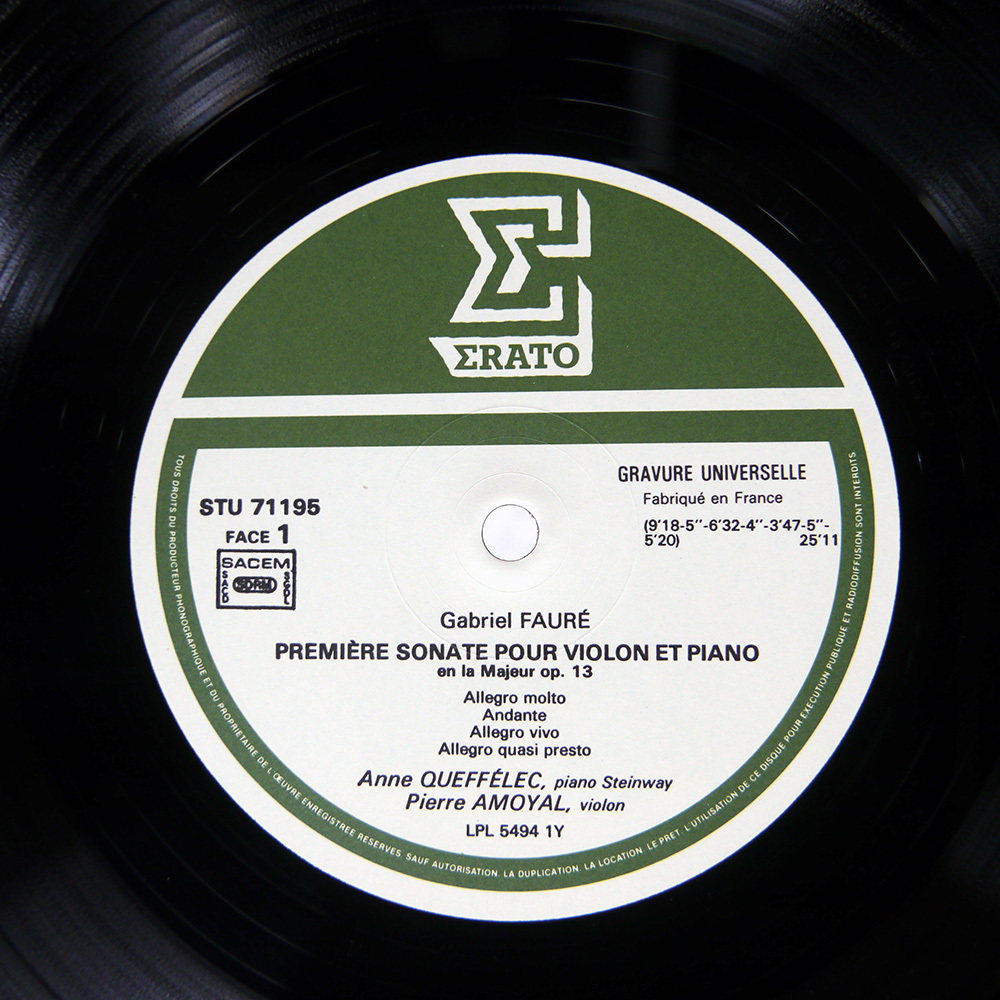 ΣRATO
STU 71195
FACE 1
SACEM
SACD
SDRM
SGDL
GRAVURE UNIVERSELLE
Fabriqué en France
(9'18-5"-6'32-4"-3'47-5"-
5'20) 25'11
Gabriel FAURÉ
PREMIÈRE SONATE POUR VIOLON ET PIANO
en la Majeur op. 13
Allegro molto
Andante
Allegro vivo
Allegro quasi presto
Anne QUEFFÉLEC, piano Steinway
Pierre AMOYAL, violon
LPL 5494 1Y
TOUS DROITS DU PRODUCTEUR PHONOGRAPHIQUE ET DU PROPRIETAIRE DE L'ŒUVRE ENREGISTREE RESERVES. SAUF AUTORISATION. LA DUPLICATION. LA LOCATION. LE PRET. L'UTILISATION DE CE DISQUE POUR EXECUTION PUBLIQUE ET RADIODIFFUSION SONT INTERDITS